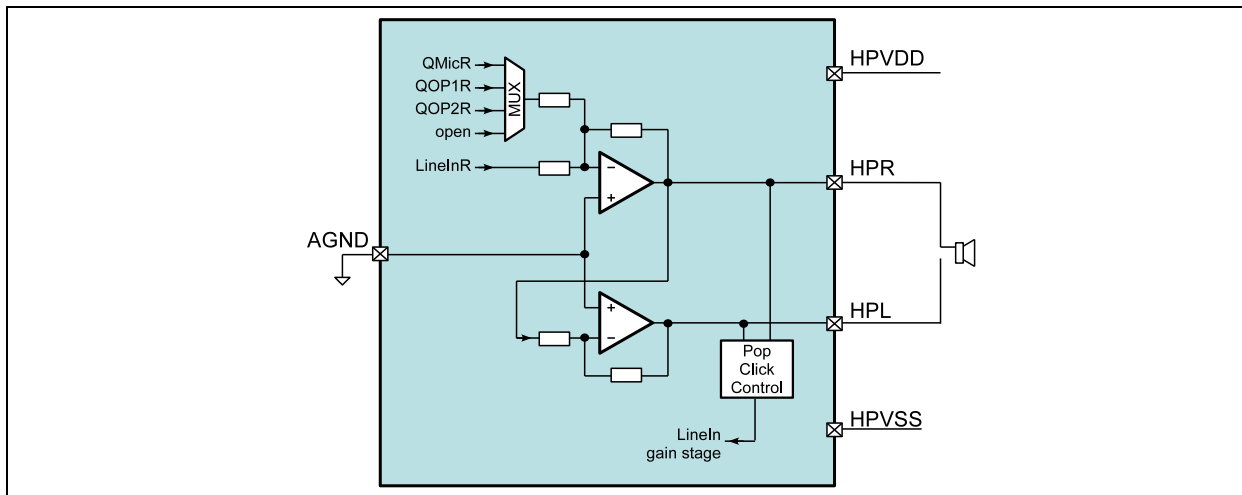 QMicR
QOP1R
QOP2R
open
MUX
LineInR
−
+
AGND
+
−
Pop
Click
Control
LineIn
gain stage
HPVDD
HPR
HPL
HPVSS